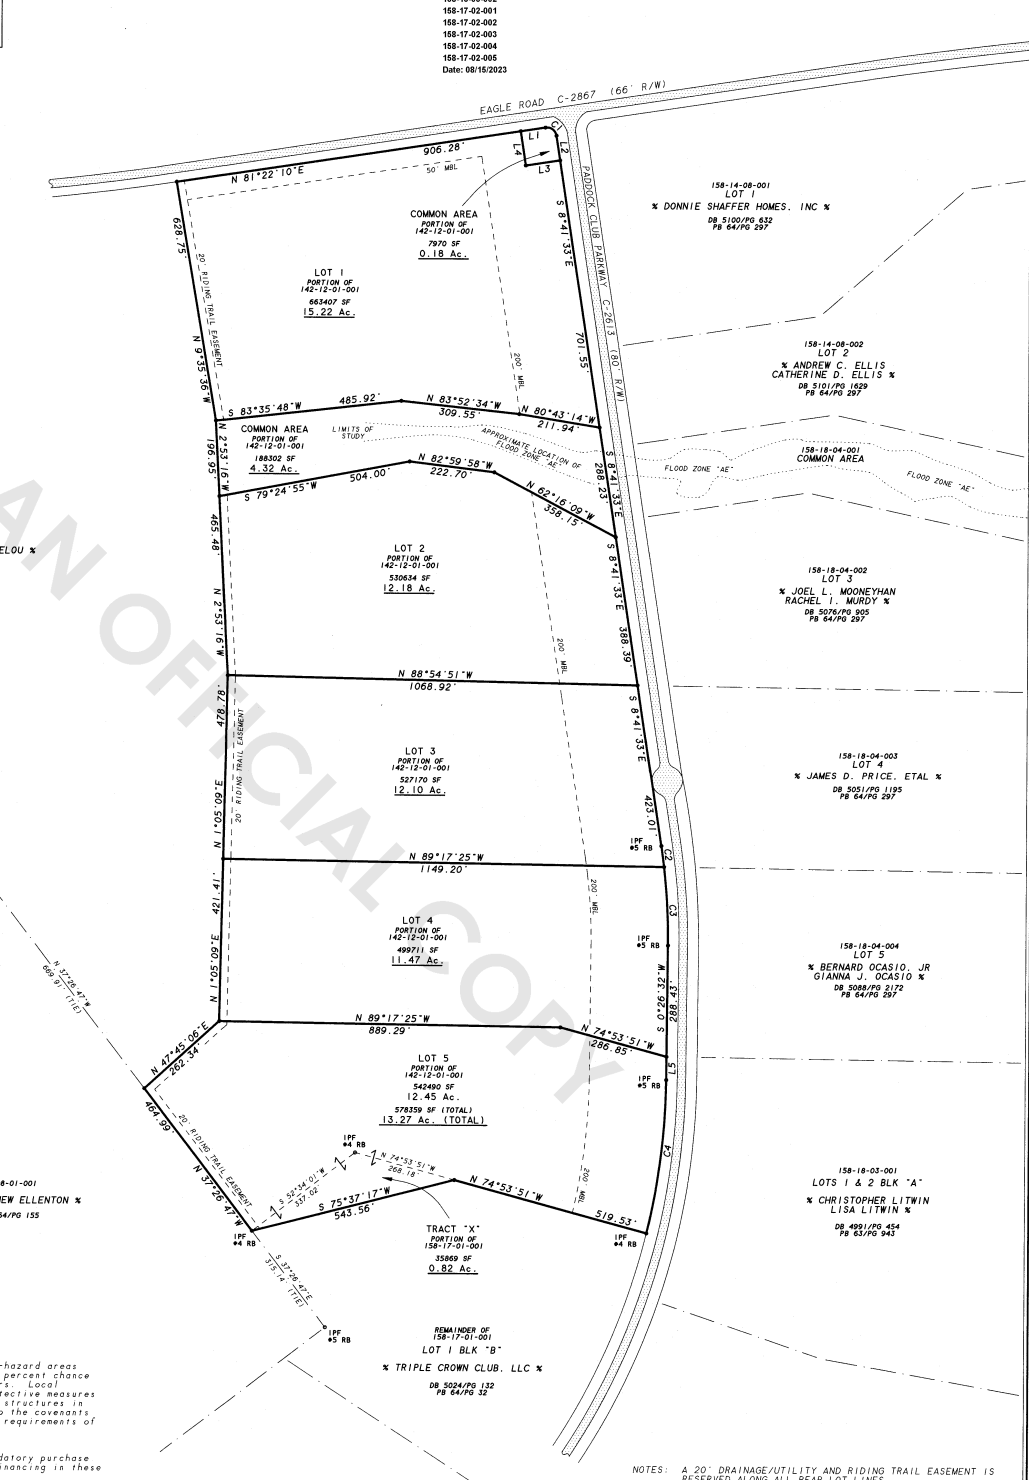 158-17-02-001
158-17-02-002
158-17-02-003
158-17-02-004
158-17-02-005
Date: 08/15/2023
EAGLE ROAD C-2867 (66' R/W)
N 81°22'10"E
906.28'
L1
C1
L2
L4
L3
50' MBL
628.75'
N 9°35'36"W
20' RIDING TRAIL EASEMENT
COMMON AREA
PORTION OF
142-12-01-001
7970 SF
0.18 Ac.
LOT 1
PORTION OF
142-12-01-001
663407 SF
15.22 Ac.
S 8°41'33"E
701.55'
PADDOCK CLUB PARKWAY C-2613 (80' R/W)
200' MBL
158-14-08-001
LOT 1
% DONNIE SHAFFER HOMES, INC %
DB 5100/PG 632
PB 64/PG 297
158-14-08-002
LOT 2
% ANDREW C. ELLIS
CATHERINE D. ELLIS %
DB 5101/PG 1629
PB 64/PG 297
S 83°35'48"W
485.92'
N 83°52'34"W
309.55'
N 80°43'14"W
211.94'
COMMON AREA
PORTION OF
142-12-01-001
188302 SF
4.32 Ac.
LIMITS OF
STUDY
APPROXIMATE LOCATION OF
FLOOD ZONE "AE"
N 2°53'16"W
196.95'
S 79°24'55"W
504.00'
N 82°59'58"W
222.70'
N 62°16'09"W
358.15'
S 8°41'33"E
288.23'
FLOOD ZONE "AE"
158-18-04-001
COMMON AREA
FLOOD ZONE "AE"
ELOU %
465.48'
N 2°53'16"W
LOT 2
PORTION OF
142-12-01-001
530634 SF
12.18 Ac.
S 8°41'33"E
388.39'
200' MBL
158-18-04-002
LOT 3
% JOEL L. MOONEYHAN
RACHEL I. MURDY %
DB 5076/PG 905
PB 64/PG 297
N 88°54'51"W
1068.92'
478.78'
N 1°05'09"E
20' RIDING TRAIL EASEMENT
LOT 3
PORTION OF
142-12-01-001
527170 SF
12.10 Ac.
S 8°41'33"E
423.01'
IPF
#5 RB
C2
158-18-04-003
LOT 4
% JAMES D. PRICE, ETAL %
DB 5051/PG 1195
PB 64/PG 297
N 89°17'25"W
1149.20'
421.41'
N 1°05'09"E
LOT 4
PORTION OF
142-12-01-001
499711 SF
11.47 Ac.
200' MBL
C3
IPF
#5 RB
S 0°26'32"W
288.43'
158-18-04-004
LOT 5
% BERNARD OCASIO, JR
GIANNA J. OCASIO %
DB 5088/PG 2172
PB 64/PG 297
N 37°26'47"W
669.91' (TIE)
N 89°17'25"W
889.29'
N 74°53'51"W
286.85'
N 47°45'06"E
262.34'
L5
IPF
#5 RB
C4
LOT 5
PORTION OF
142-12-01-001
542490 SF
12.45 Ac.
578359 SF (TOTAL)
13.27 Ac. (TOTAL)
464.99'
N 37°26'47"W
20' RIDING TRAIL EASEMENT
IPF
#4 RB
S 52°34'01"W
337.02'
N 74°53'51"W
268.18'
S 75°37'17"W
543.56'
N 74°53'51"W
519.53'
200' MBL
IPF
#4 RB
IPF
#4 RB
TRACT "X"
PORTION OF
158-17-01-001
35869 SF
0.82 Ac.
158-18-03-001
LOTS 1 & 2 BLK "A"
% CHRISTOPHER LITWIN
LISA LITWIN %
DB 4991/PG 454
PB 63/PG 943
8-01-001
EW ELLENTON %
4/PG 155
S 37°26'47"E
315.14' (TIE)
IPF
#5 RB
REMAINDER OF
158-17-01-001
LOT 1 BLK "B"
% TRIPLE CROWN CLUB, LLC %
DB 5024/PG 132
PB 64/PG 32
-hazard areas
percent chance
rs. Local
tective measures
structures in
o the covenants
requirements of
datory purchase
inancing in these
NOTES: A 20' DRAINAGE/UTILITY AND RIDING TRAIL EASEMENT IS
RESERVED ALONG ALL REAR LOT LINES
AN OFFICIAL COPY